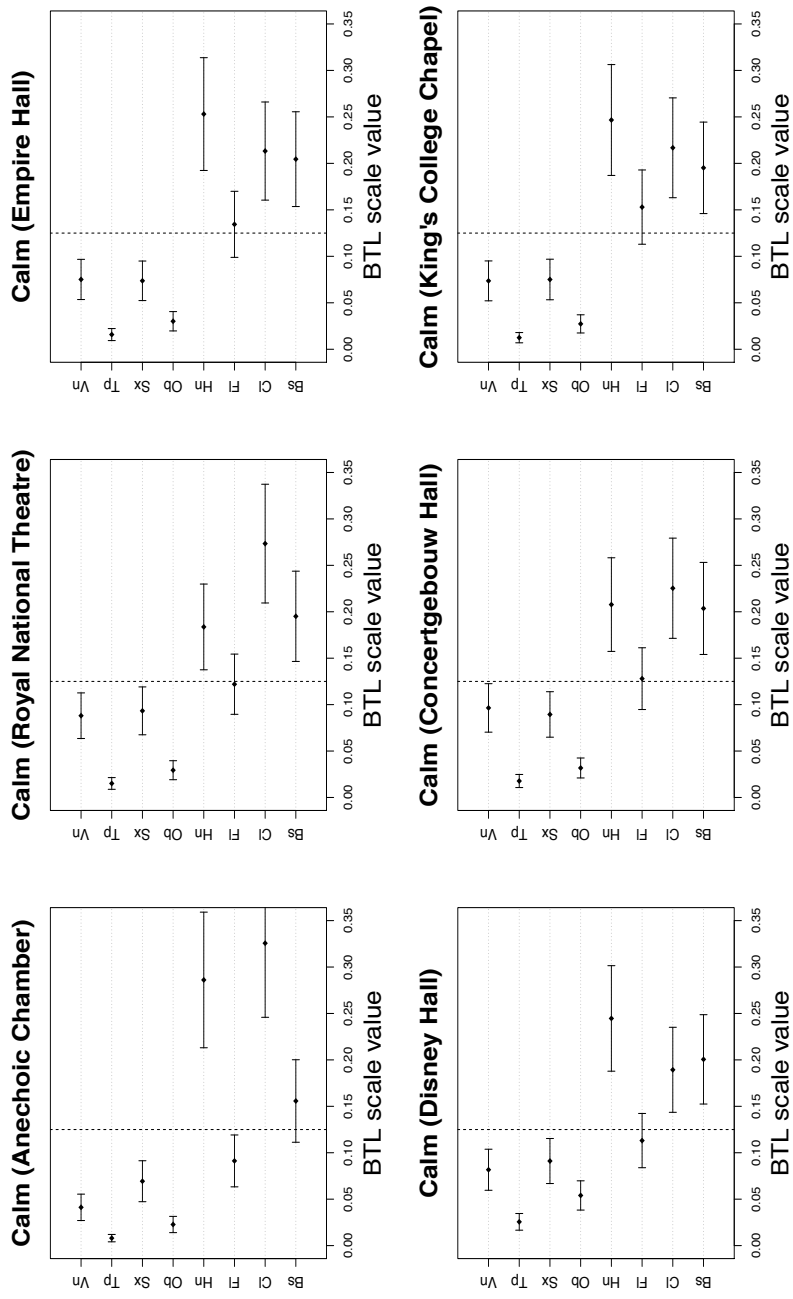 Calm (Anechoic Chamber)
Vn
Tp
Sx
Ob
Hn
Fl
Cl
Bs
0.00 0.05 0.10 0.15 0.20 0.25 0.30 0.35
BTL scale value
Calm (Royal National Theatre)
Vn
Tp
Sx
Ob
Hn
Fl
Cl
Bs
0.00 0.05 0.10 0.15 0.20 0.25 0.30 0.35
BTL scale value
Calm (Empire Hall)
Vn
Tp
Sx
Ob
Hn
Fl
Cl
Bs
0.00 0.05 0.10 0.15 0.20 0.25 0.30 0.35
BTL scale value
Calm (Disney Hall)
Vn
Tp
Sx
Ob
Hn
Fl
Cl
Bs
0.00 0.05 0.10 0.15 0.20 0.25 0.30 0.35
BTL scale value
Calm (Concertgebouw Hall)
Vn
Tp
Sx
Ob
Hn
Fl
Cl
Bs
0.00 0.05 0.10 0.15 0.20 0.25 0.30 0.35
BTL scale value
Calm (King's College Chapel)
Vn
Tp
Sx
Ob
Hn
Fl
Cl
Bs
0.00 0.05 0.10 0.15 0.20 0.25 0.30 0.35
BTL scale value